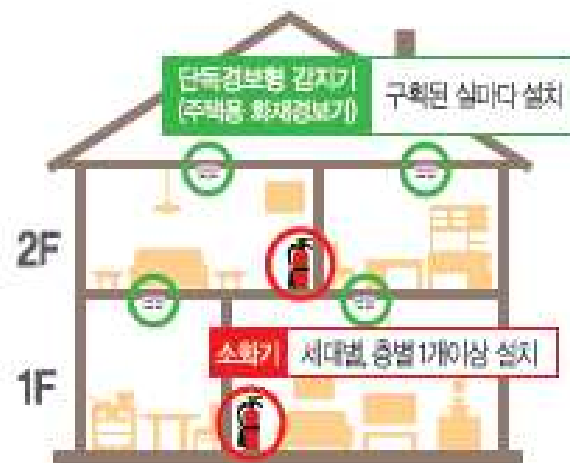 단독경보형 감지기
(주택용 화재경보기)
구획된 실마다 설치
2F
소화기
세대별, 층별 1개이상 설치
1F